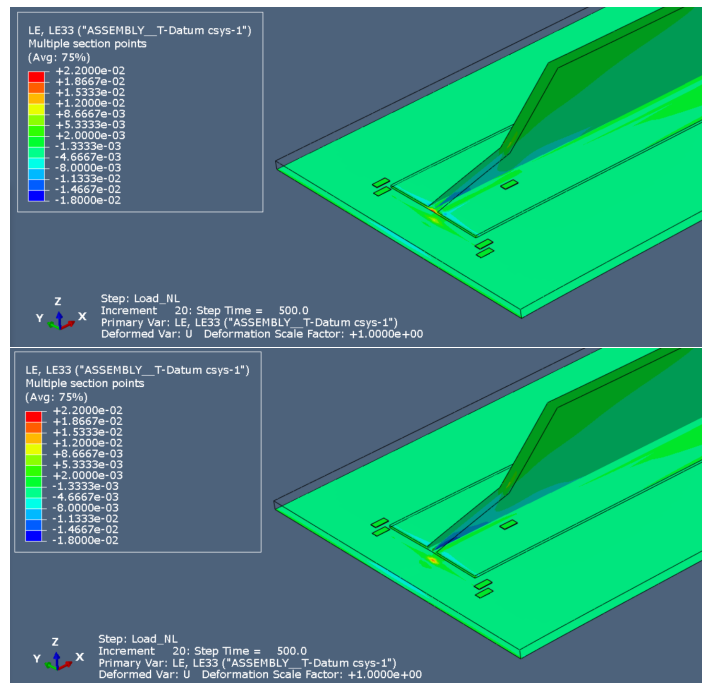 LE, LE33 ("ASSEMBLY__T-Datum csys-1")
Multiple section points
(Avg: 75%)
+2.2000e-02
+1.8667e-02
+1.5333e-02
+1.2000e-02
+8.6667e-03
+5.3333e-03
+2.0000e-03
-1.3333e-03
-4.6667e-03
-8.0000e-03
-1.1333e-02
-1.4667e-02
-1.8000e-02
Z
Y
X
Step: Load_NL
Increment 20: Step Time = 500.0
Primary Var: LE, LE33 ("ASSEMBLY__T-Datum csys-1")
Deformed Var: U Deformation Scale Factor: +1.0000e+00
LE, LE33 ("ASSEMBLY__T-Datum csys-1")
Multiple section points
(Avg: 75%)
+2.2000e-02
+1.8667e-02
+1.5333e-02
+1.2000e-02
+8.6667e-03
+5.3333e-03
+2.0000e-03
-1.3333e-03
-4.6667e-03
-8.0000e-03
-1.1333e-02
-1.4667e-02
-1.8000e-02
Z
Y
X
Step: Load_NL
Increment 20: Step Time = 500.0
Primary Var: LE, LE33 ("ASSEMBLY__T-Datum csys-1")
Deformed Var: U Deformation Scale Factor: +1.0000e+00